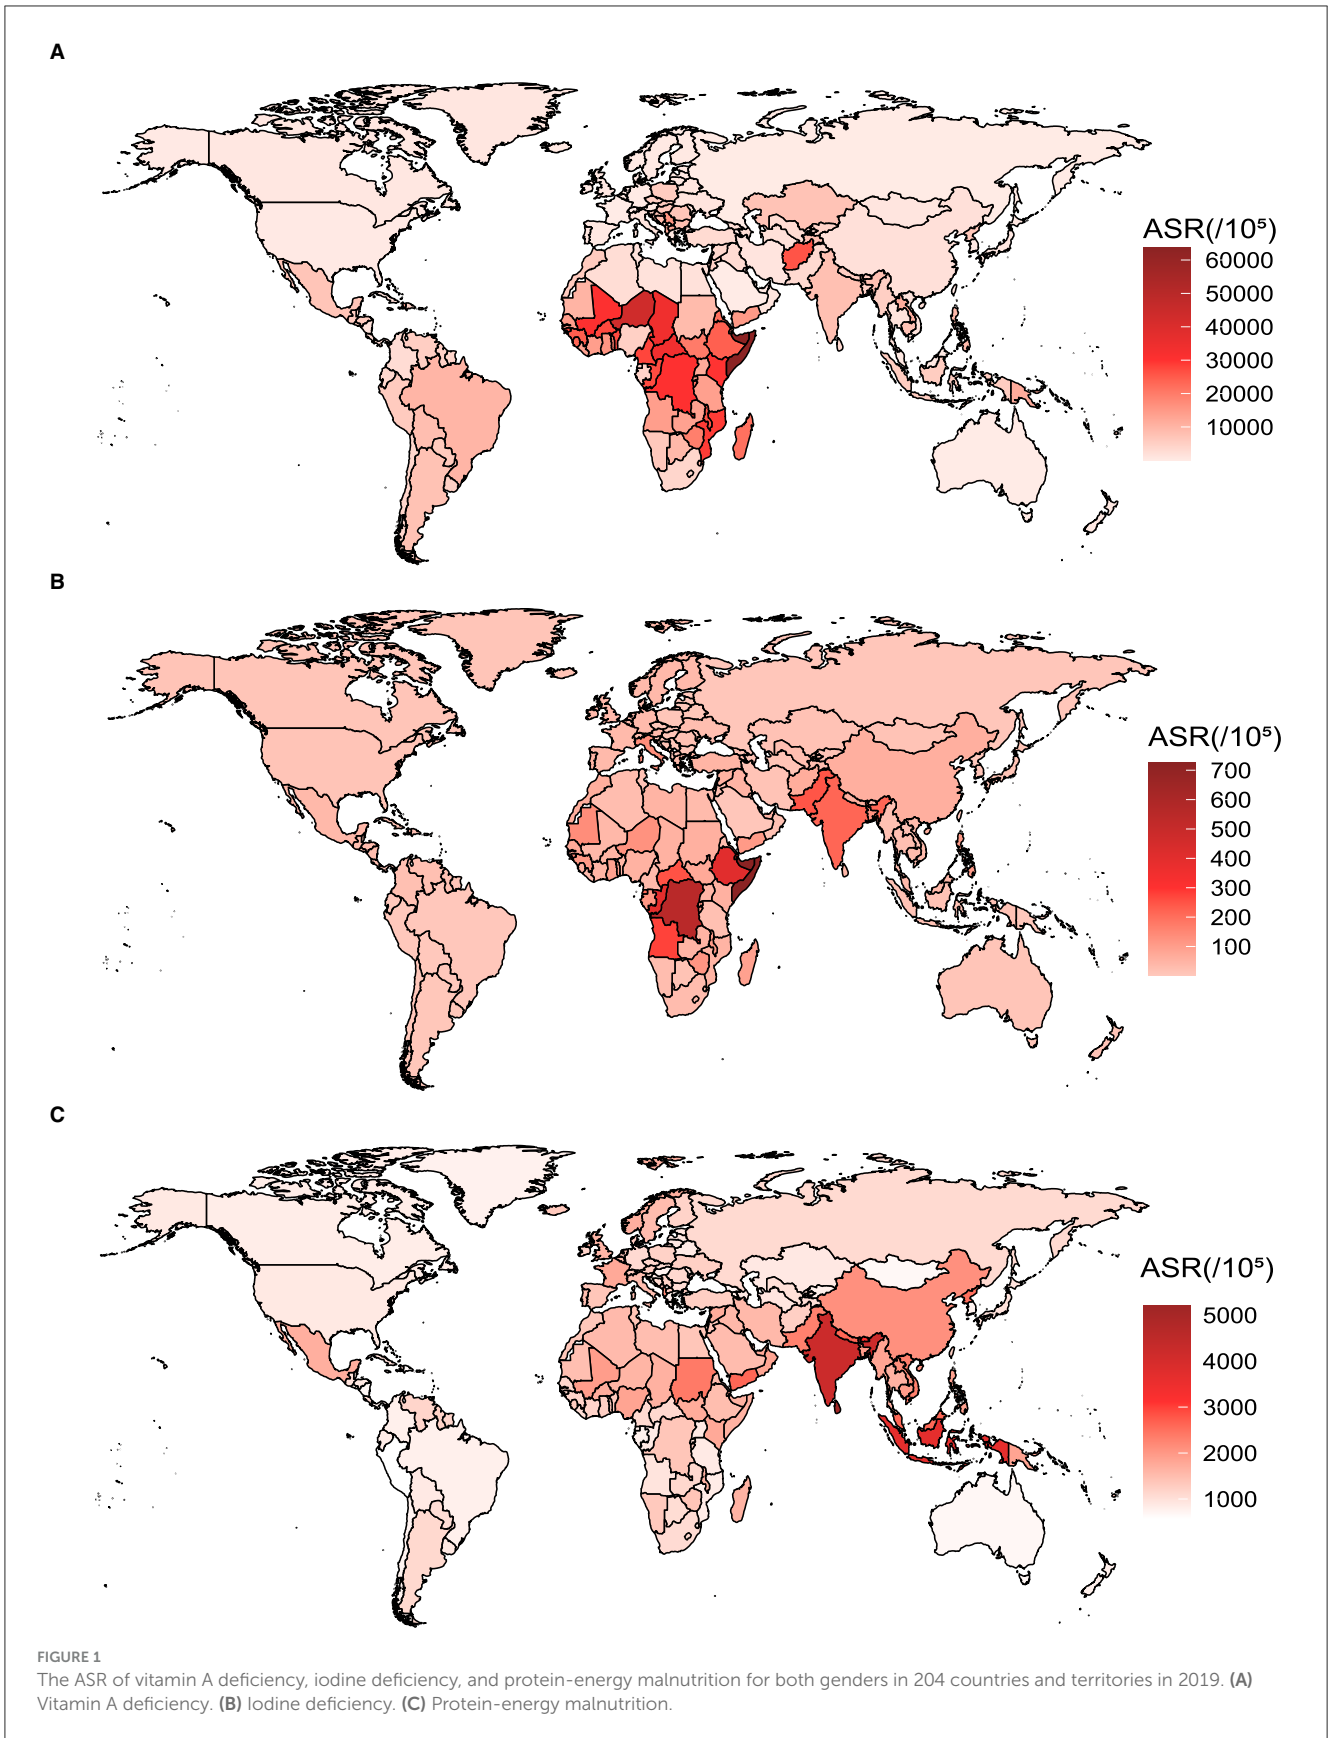 A
ASR(/10⁵)
60000
50000
40000
30000
20000
10000
B
ASR(/10⁵)
700
600
500
400
300
200
100
C
ASR(/10⁵)
5000
4000
3000
2000
1000
FIGURE 1
The ASR of vitamin A deficiency, iodine deficiency, and protein-energy malnutrition for both genders in 204 countries and territories in 2019. (A)
Vitamin A deficiency. (B) Iodine deficiency. (C) Protein-energy malnutrition.